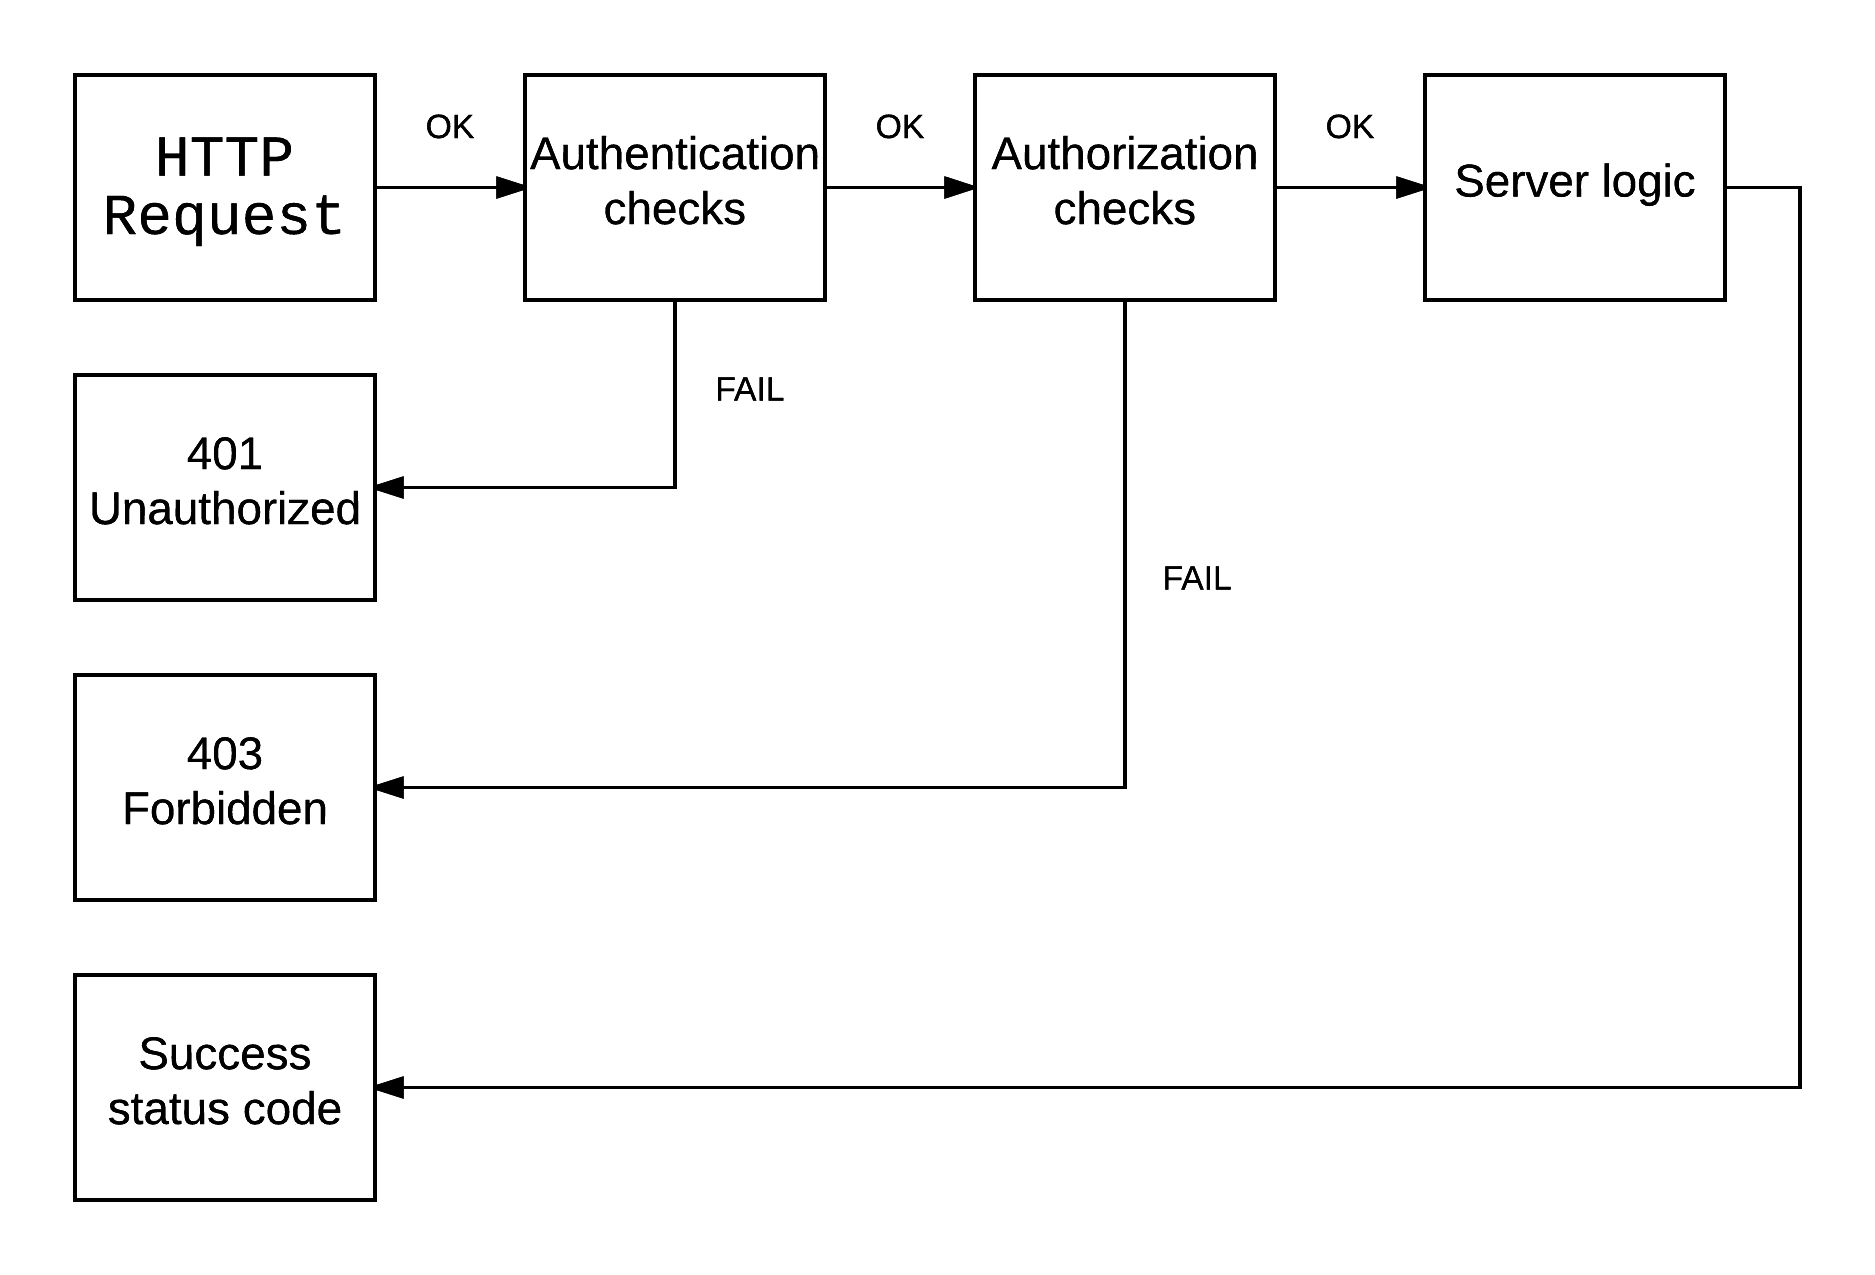 HTTP
Request
OK
Authentication
checks
OK
Authorization
checks
OK
Server logic
401
Unauthorized
FAIL
FAIL
403
Forbidden
Success
status code